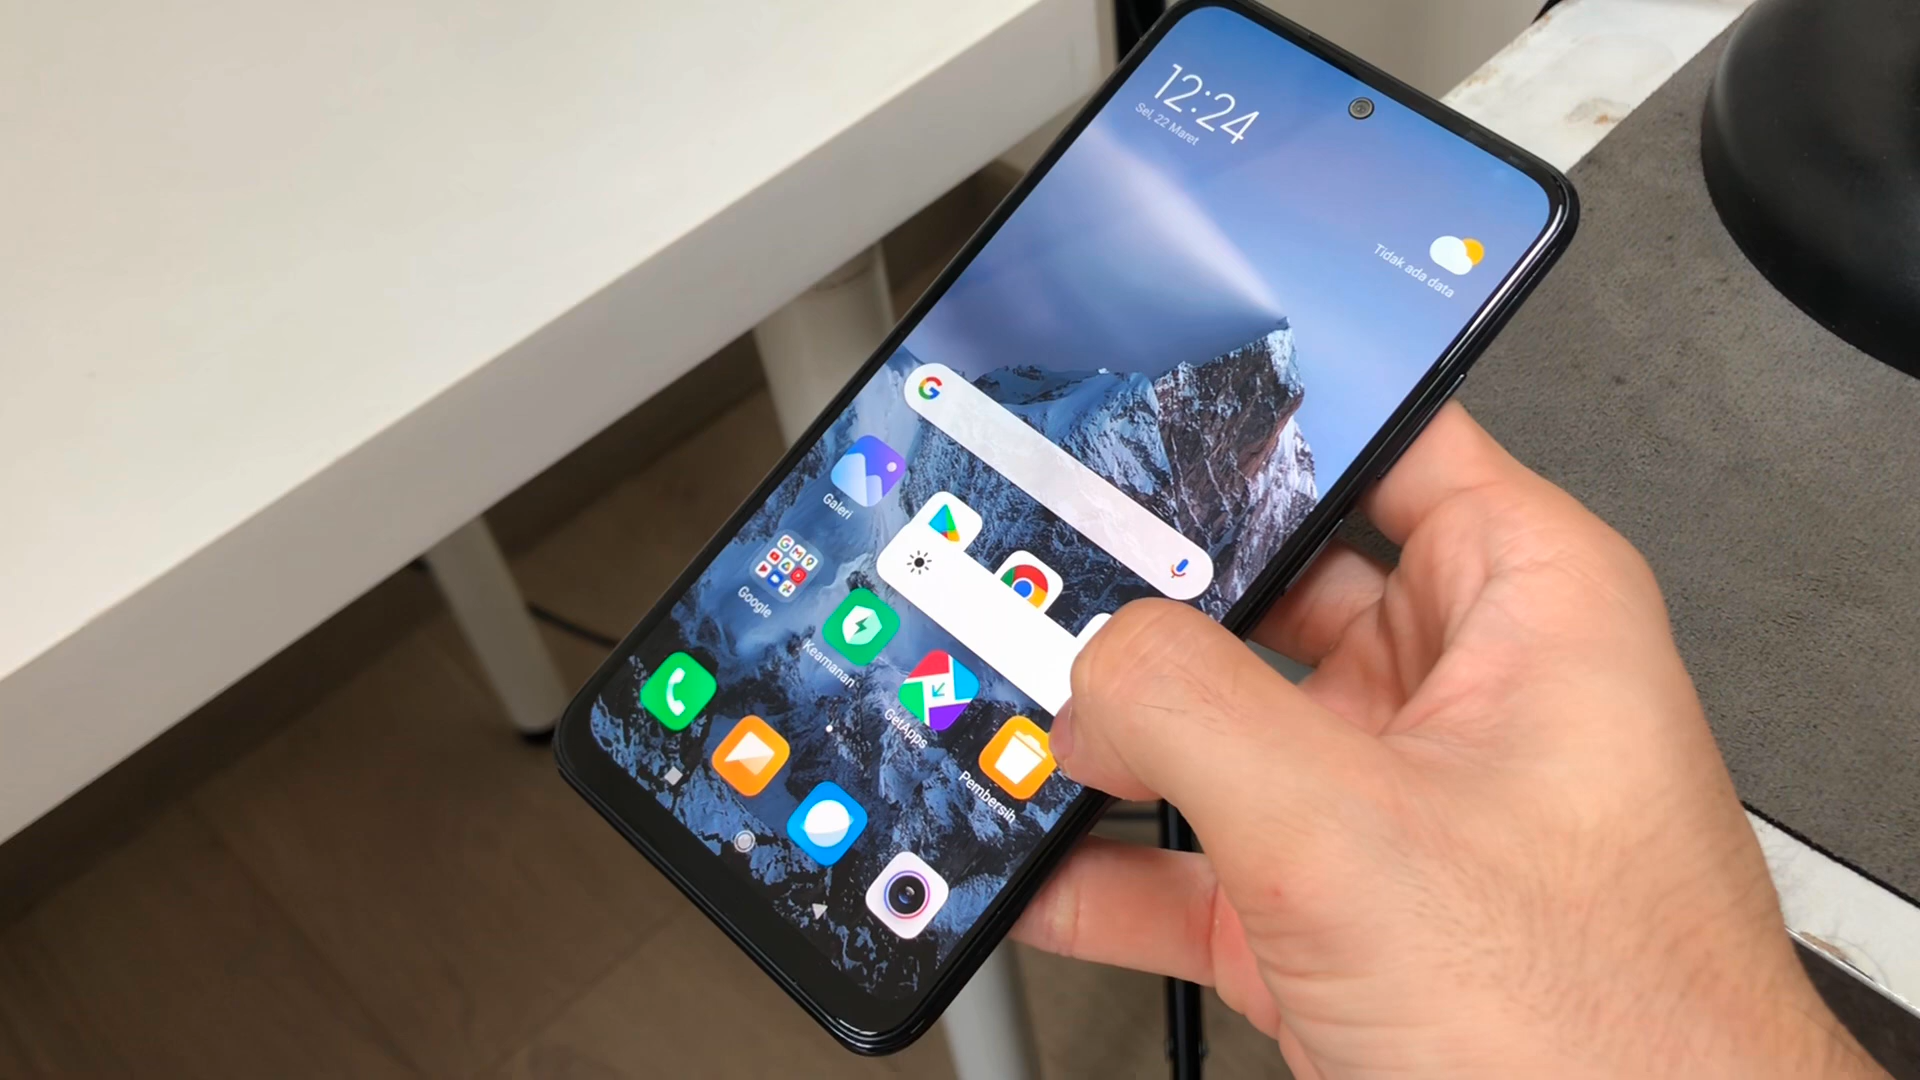 12:24
Sel, 22 Maret
Tidak ada data
Galeri
Google
Keamanan
GetApps
Pembersih